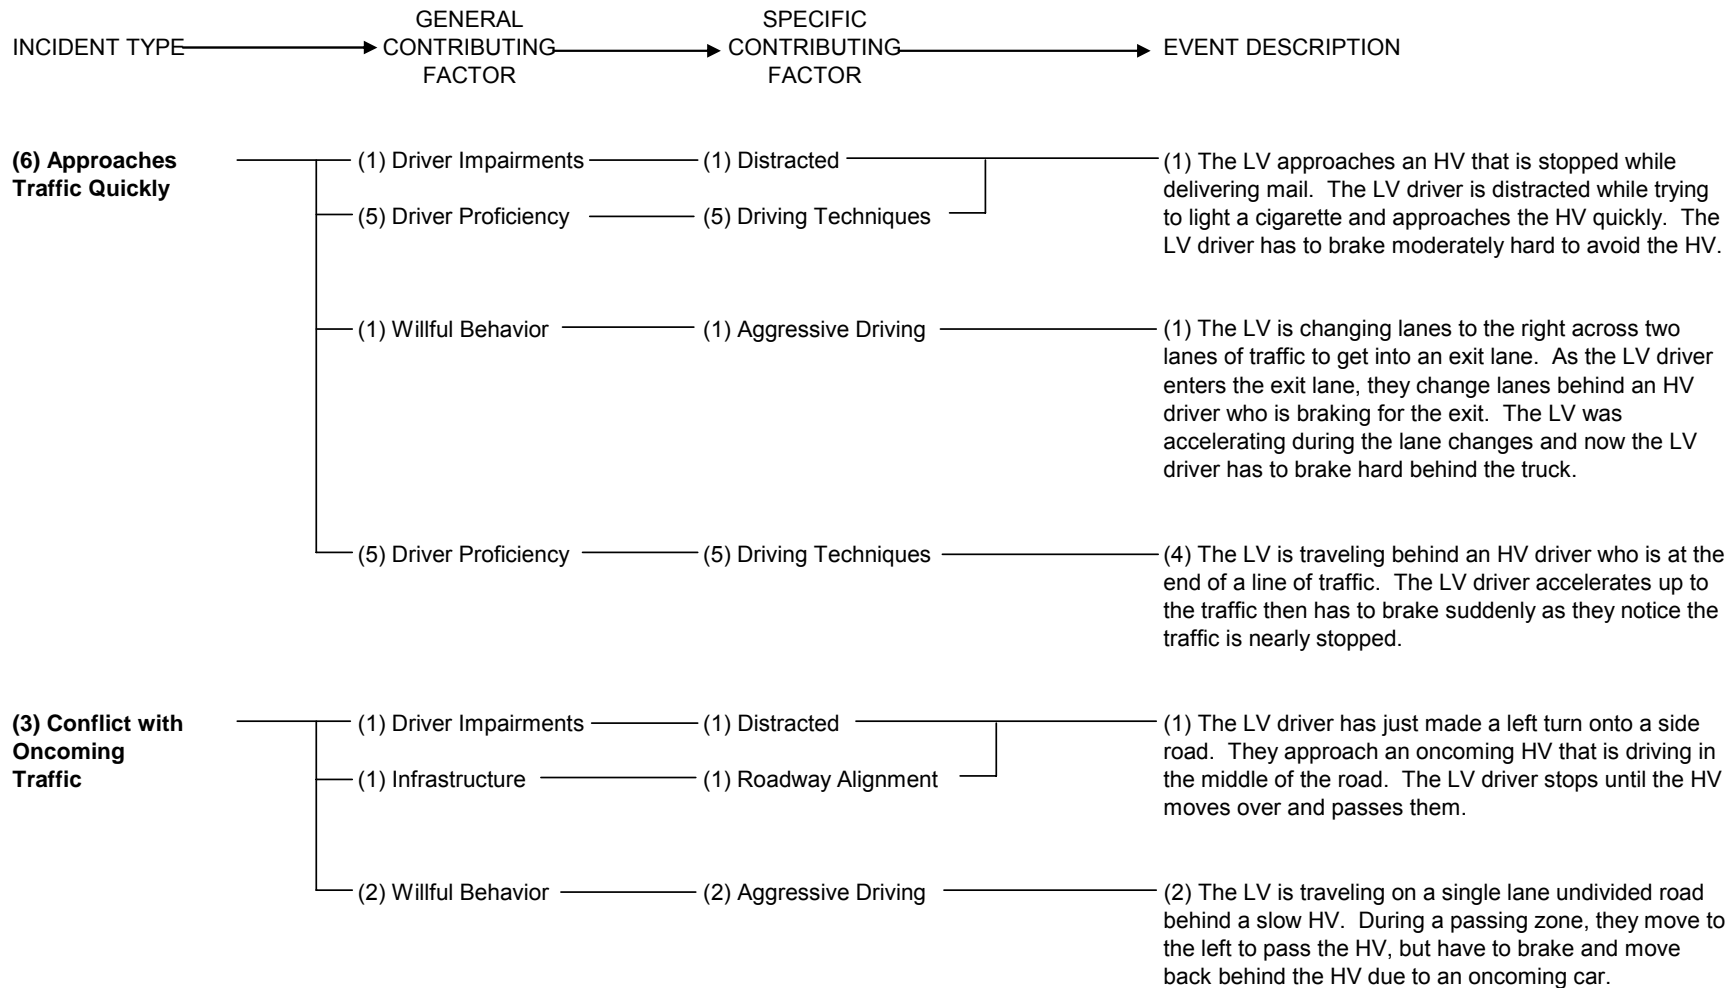 INCIDENT TYPE
GENERAL
CONTRIBUTING
FACTOR
SPECIFIC
CONTRIBUTING
FACTOR
EVENT DESCRIPTION
(6) Approaches
Traffic Quickly
(1) Driver Impairments
(1) Distracted
(5) Driver Proficiency
(5) Driving Techniques
(1) The LV approaches an HV that is stopped while
delivering mail. The LV driver is distracted while trying
to light a cigarette and approaches the HV quickly. The
LV driver has to brake moderately hard to avoid the HV.
(1) Willful Behavior
(1) Aggressive Driving
(1) The LV is changing lanes to the right across two
lanes of traffic to get into an exit lane. As the LV driver
enters the exit lane, they change lanes behind an HV
driver who is braking for the exit. The LV was
accelerating during the lane changes and now the LV
driver has to brake hard behind the truck.
(5) Driver Proficiency
(5) Driving Techniques
(4) The LV is traveling behind an HV driver who is at the
end of a line of traffic. The LV driver accelerates up to
the traffic then has to brake suddenly as they notice the
traffic is nearly stopped.
(3) Conflict with
Oncoming
Traffic
(1) Driver Impairments
(1) Distracted
(1) Infrastructure
(1) Roadway Alignment
(1) The LV driver has just made a left turn onto a side
road. They approach an oncoming HV that is driving in
the middle of the road. The LV driver stops until the HV
moves over and passes them.
(2) Willful Behavior
(2) Aggressive Driving
(2) The LV is traveling on a single lane undivided road
behind a slow HV. During a passing zone, they move to
the left to pass the HV, but have to brake and move
back behind the HV due to an oncoming car.